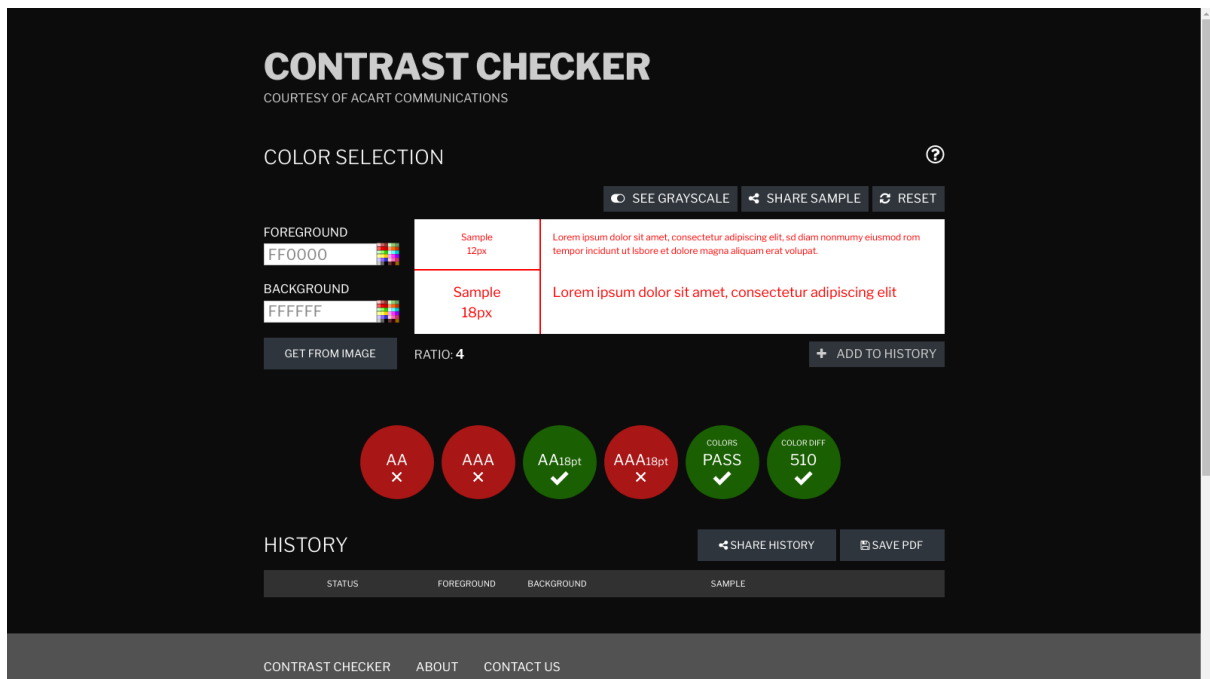 CONTRAST CHECKER
COURTESY OF ACART COMMUNICATIONS
COLOR SELECTION
SEE GRAYSCALE SHARE SAMPLE RESET
FOREGROUND
FF0000
BACKGROUND
FFFFFF
GET FROM IMAGE
Sample
12px
Lorem ipsum dolor sit amet, consectetur adipiscing elit, sd diam nonmumy eiusmod rom
tempor incidunt ut lsbore et dolore magna aliquam erat volupat.
Sample
18px
Lorem ipsum dolor sit amet, consectetur adipiscing elit
RATIO: 4
+ ADD TO HISTORY
AA
AAA
AA18pt
AAA18pt
COLORS
PASS
COLOR DIFF
510
HISTORY
SHARE HISTORY SAVE PDF
STATUS FOREGROUND BACKGROUND SAMPLE
CONTRAST CHECKER ABOUT CONTACT US